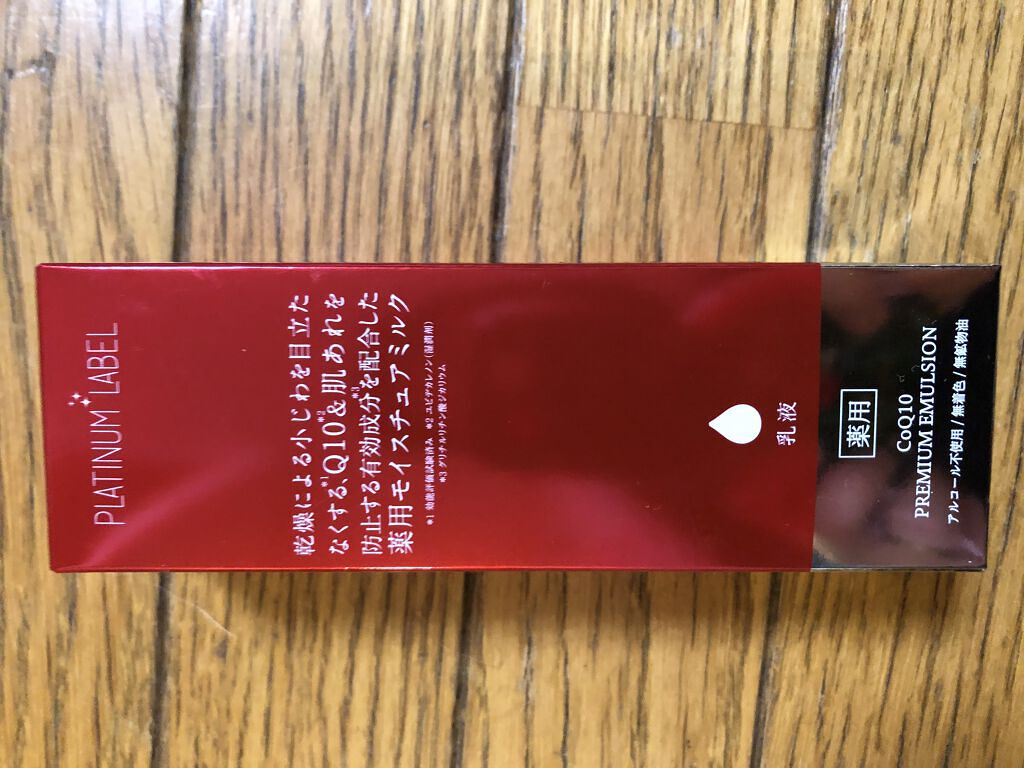 PLATINUM LABEL
乾燥による小じわを目立た
なくする、*1Q10*2&肌あれを
防止する有効成分*3を配合した
薬用モイスチュアミルク
*1 効能評価試験済み *2 ユビデカレノン(湿潤剤)
*3 グリチルリチン酸ジカリウム
乳液
薬用
CoQ10
PREMIUM EMULSION
アルコール不使用 / 無着色 / 無鉱物油